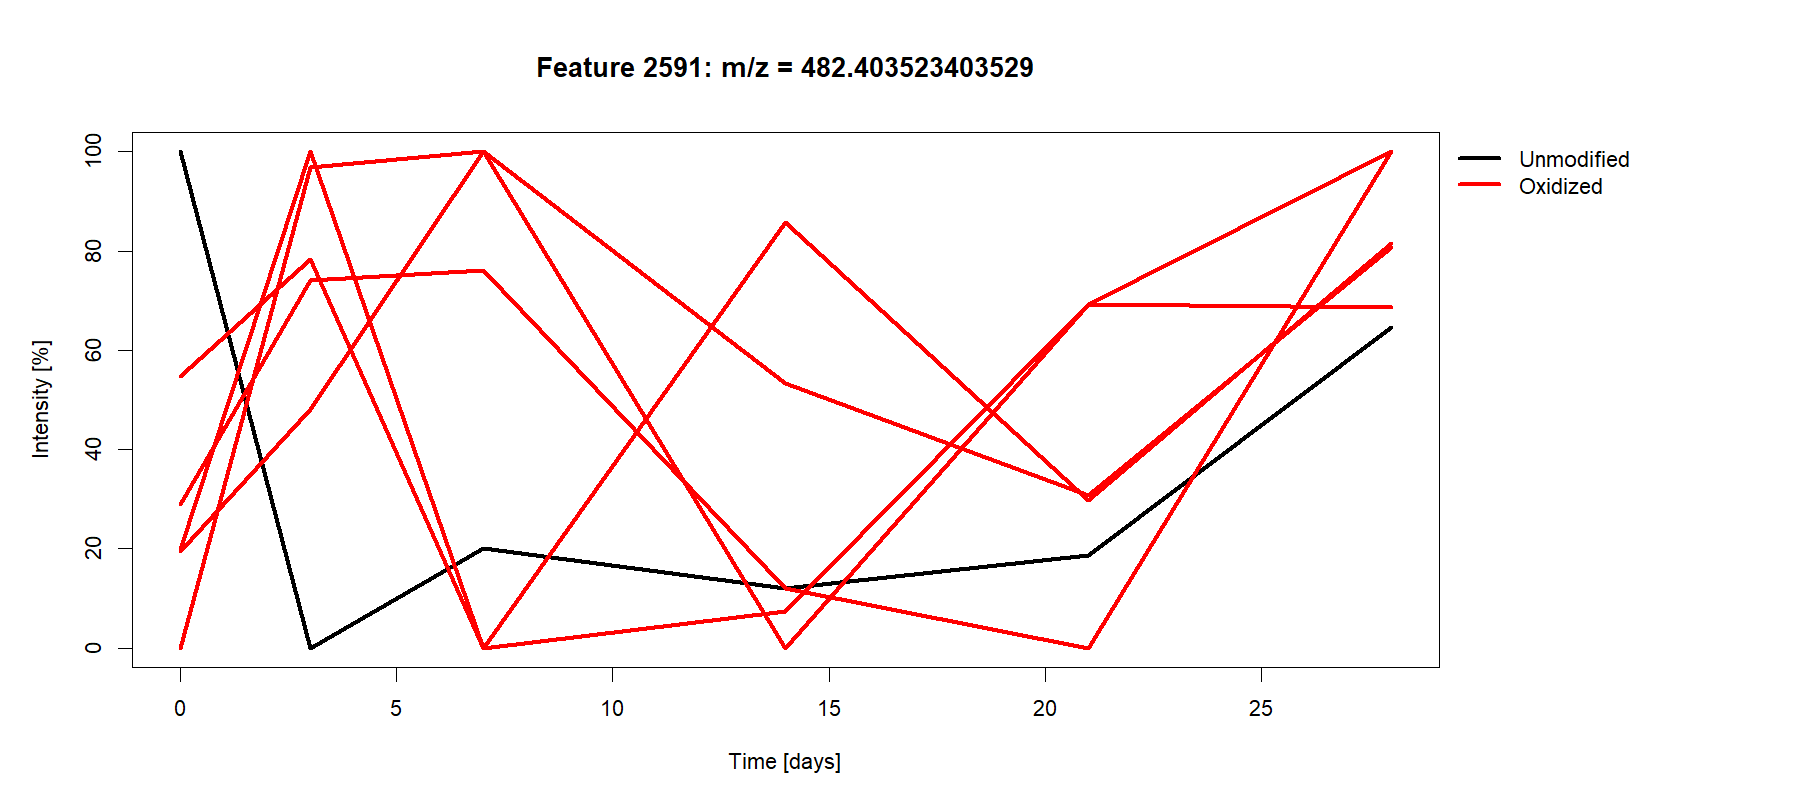 Feature 2591: m/z = 482.403523403529
Unmodified
Oxidized
Intensity [%]
100
80
60
40
20
0
0 5 10 15 20 25
Time [days]